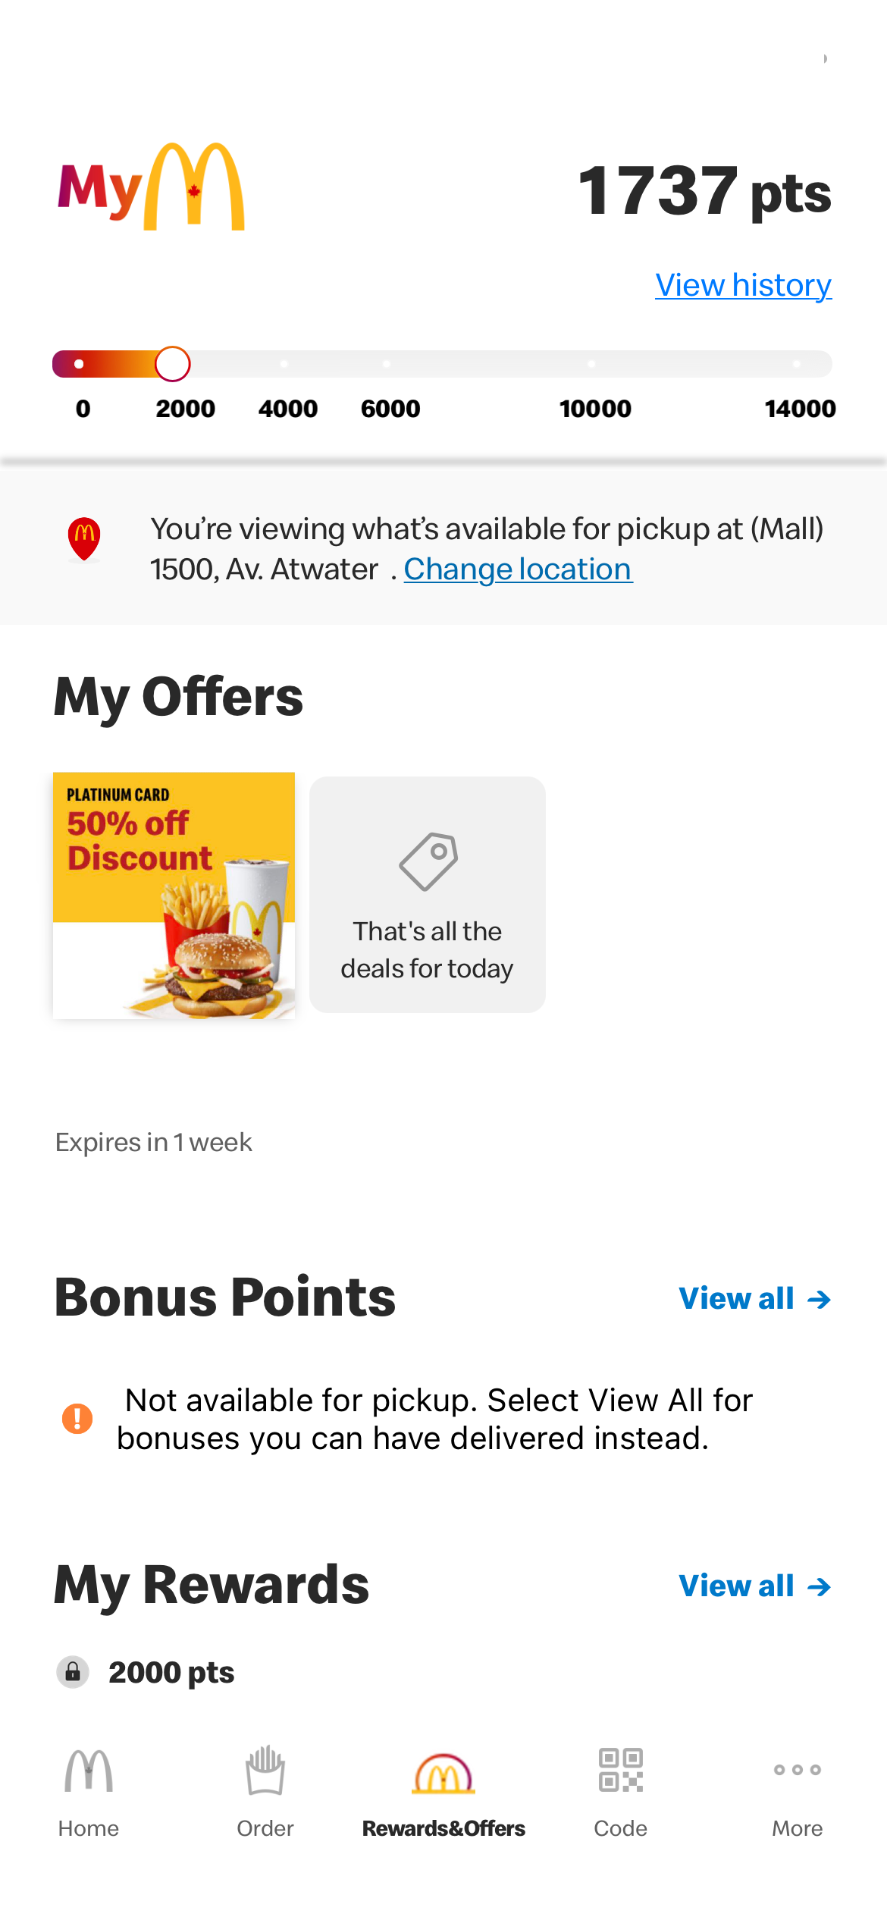 My
1737 pts
View history
0 2000 4000 6000 10000 14000
You're viewing what's available for pickup at (Mall)
1500, Av. Atwater . Change location
My Offers
PLATINUM CARD
50% off
Discount
That's all the
deals for today
Expires in 1 week
Bonus Points
View all →
Not available for pickup. Select View All for
bonuses you can have delivered instead.
My Rewards
View all →
2000 pts
Home Order Rewards&Offers Code More